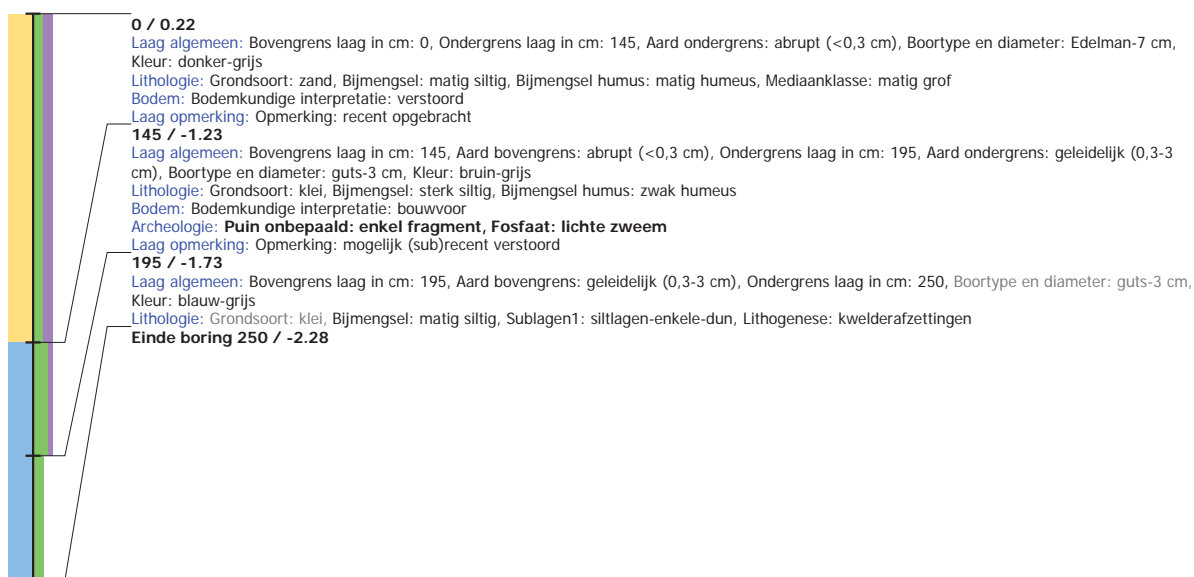 0 / 0.22
Laag algemeen: Bovengrens laag in cm: 0, Ondergrens laag in cm: 145, Aard ondergrens: abrupt (<0,3 cm), Boortype en diameter: Edelman-7 cm,
Kleur: donker-grijs
Lithologie: Grondsoort: zand, Bijmengsel: matig siltig, Bijmengsel humus: matig humeus, Mediaanklasse: matig grof
Bodem: Bodemkundige interpretatie: verstoord
Laag opmerking: Opmerking: recent opgebracht
145 / -1.23
Laag algemeen: Bovengrens laag in cm: 145, Aard bovengrens: abrupt (<0,3 cm), Ondergrens laag in cm: 195, Aard ondergrens: geleidelijk (0,3-3
cm), Boortype en diameter: guts-3 cm, Kleur: bruin-grijs
Lithologie: Grondsoort: klei, Bijmengsel: sterk siltig, Bijmengsel humus: zwak humeus
Bodem: Bodemkundige interpretatie: bouwvoor
Archeologie: Puin onbepaald: enkel fragment, Fosfaat: lichte zweem
Laag opmerking: Opmerking: mogelijk (sub)recent verstoord
195 / -1.73
Laag algemeen: Bovengrens laag in cm: 195, Aard bovengrens: geleidelijk (0,3-3 cm), Ondergrens laag in cm: 250, Boortype en diameter: guts-3 cm,
Kleur: blauw-grijs
Lithologie: Grondsoort: klei, Bijmengsel: matig siltig, Sublagen1: siltlagen-enkele-dun, Lithogenese: kwelderafzettingen
Einde boring 250 / -2.28